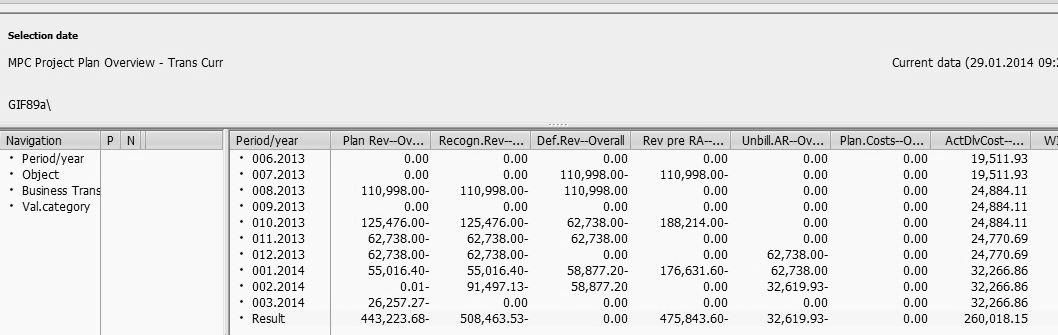 Selection date
MPC Project Plan Overview - Trans Curr Current data (29.01.2014 09:
GIF89a\
Navigation P N Period/year Plan Rev--Ov... Recogn.Rev--... Def.Rev--Overall Rev pre RA--... Unbill.AR--Ov... Plan.Costs--O... ActDlvCost--...
Period/year 006.2013 0.00 0.00 0.00 0.00 0.00 0.00 19,511.93
Object 007.2013 0.00 0.00 110,998.00- 110,998.00- 0.00 0.00 19,511.93
Business Trans 008.2013 110,998.00- 110,998.00- 110,998.00 0.00 0.00 0.00 24,884.11
Val.category 009.2013 0.00 0.00 0.00 0.00 0.00 0.00 24,884.11
010.2013 125,476.00- 125,476.00- 62,738.00- 188,214.00- 0.00 0.00 24,884.11
011.2013 62,738.00- 62,738.00- 62,738.00 0.00 0.00 0.00 24,770.69
012.2013 62,738.00- 62,738.00- 0.00 0.00 62,738.00- 0.00 24,770.69
001.2014 55,016.40- 55,016.40- 58,877.20- 176,631.60- 62,738.00 0.00 32,266.86
002.2014 0.01- 91,497.13- 58,877.20 0.00 32,619.93- 0.00 32,266.86
003.2014 26,257.27- 0.00 0.00 0.00 0.00 0.00 32,266.86
Result 443,223.68- 508,463.53- 0.00 475,843.60- 32,619.93- 0.00 260,018.15